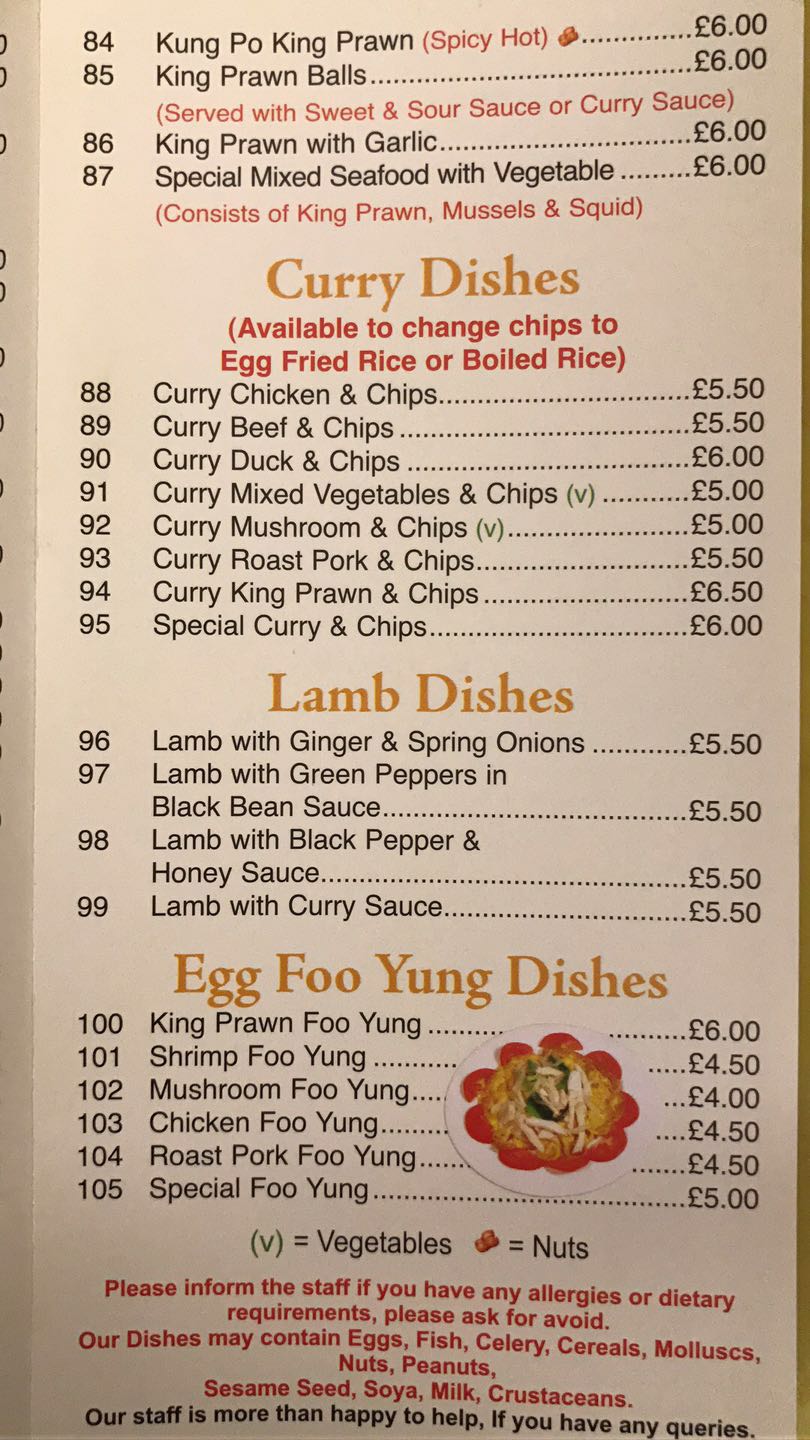 84 Kung Po King Prawn (Spicy Hot) ..............£6.00
85 King Prawn Balls.........................................£6.00
(Served with Sweet & Sour Sauce or Curry Sauce)
86 King Prawn with Garlic................................£6.00
87 Special Mixed Seafood with Vegetable .........£6.00
(Consists of King Prawn, Mussels & Squid)
Curry Dishes
(Available to change chips to
Egg Fried Rice or Boiled Rice)
88 Curry Chicken & Chips................................£5.50
89 Curry Beef & Chips .....................................£5.50
90 Curry Duck & Chips ....................................£6.00
91 Curry Mixed Vegetables & Chips (v) ...........£5.00
92 Curry Mushroom & Chips (v).......................£5.00
93 Curry Roast Pork & Chips...........................£5.50
94 Curry King Prawn & Chips ..........................£6.50
95 Special Curry & Chips.................................£6.00
Lamb Dishes
96 Lamb with Ginger & Spring Onions ............£5.50
97 Lamb with Green Peppers in
Black Bean Sauce.......................................£5.50
98 Lamb with Black Pepper &
Honey Sauce...............................................£5.50
99 Lamb with Curry Sauce...............................£5.50
Egg Foo Yung Dishes
100 King Prawn Foo Yung .......... ..........£6.00
101 Shrimp Foo Yung ........... .....£4.50
102 Mushroom Foo Yung.... ...£4.00
103 Chicken Foo Yung......... ....£4.50
104 Roast Pork Foo Yung....... .......£4.50
105 Special Foo Yung........................................£5.00
(v) = Vegetables = Nuts
Please inform the staff if you have any allergies or dietary
requirements, please ask for avoid.
Our Dishes may contain Eggs, Fish, Celery, Cereals, Molluscs,
Nuts, Peanuts,
Sesame Seed, Soya, Milk, Crustaceans.
Our staff is more than happy to help, If you have any queries.